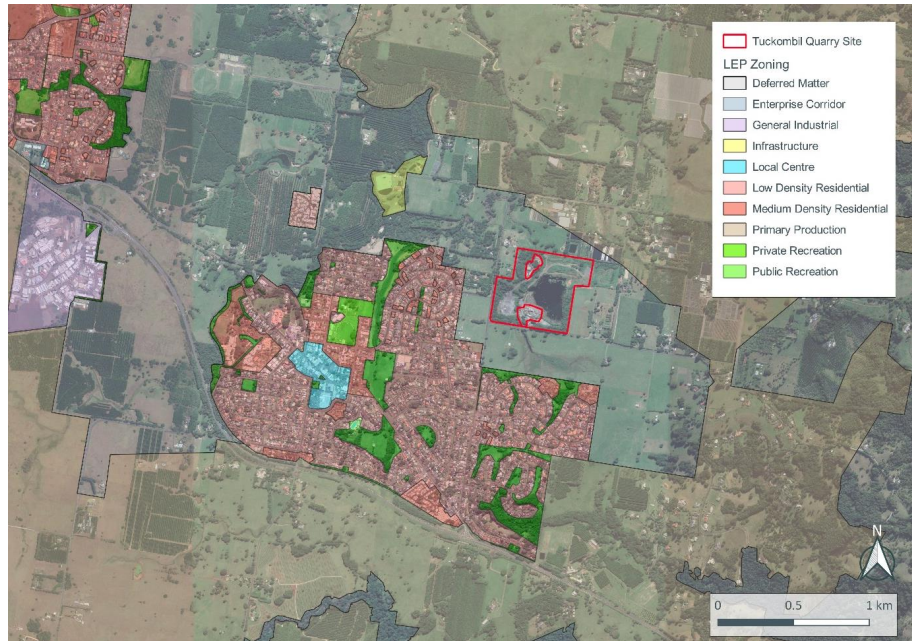 Tuckombil Quarry Site
LEP Zoning
Deferred Matter
Enterprise Corridor
General Industrial
Infrastructure
Local Centre
Low Density Residential
Medium Density Residential
Primary Production
Private Recreation
Public Recreation
N
0 0.5 1 km